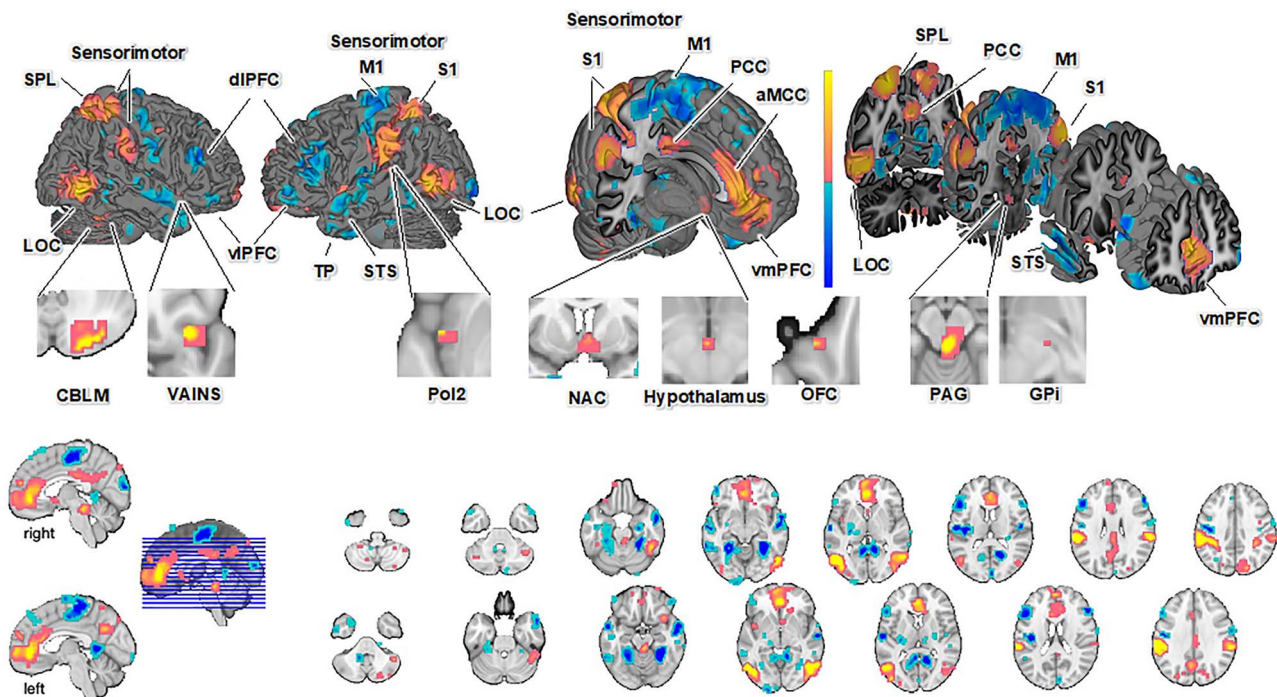 Sensorimotor
SPL
dlPFC
LOC
vlPFC
Sensorimotor
M1
S1
LOC
TP
STS
Sensorimotor
M1
S1
PCC
aMCC
vmPFC
SPL
PCC
M1
S1
LOC
STS
vmPFC
CBLM
VAINS
Pol2
NAC
Hypothalamus
OFC
PAG
GPi
right
left